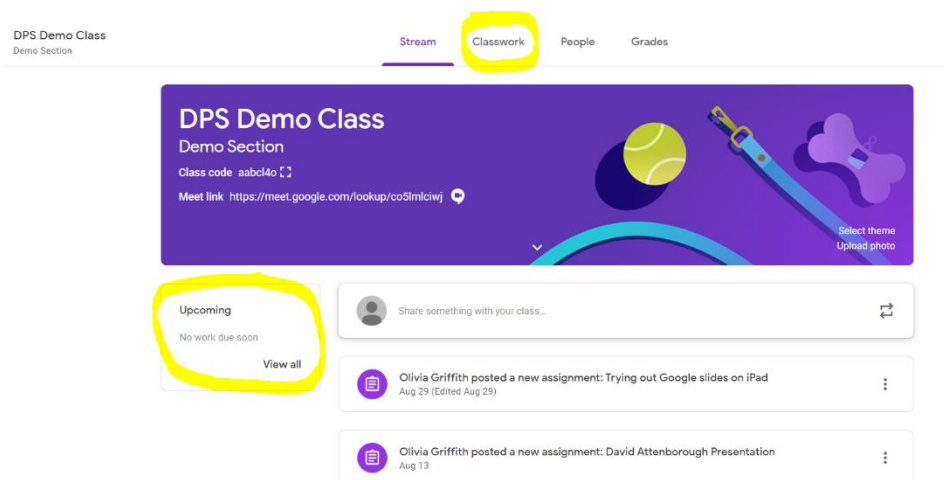 DPS Demo Class
Demo Section
Stream Classwork People Grades
DPS Demo Class
Demo Section
Class code aabcl4o
Meet link https://meet.google.com/lookup/co5lmlciwj
Select theme
Upload photo
Upcoming
No work due soon
View all
Share something with your class...
Olivia Griffith posted a new assignment: Trying out Google slides on iPad
Aug 29 (Edited Aug 29)
Olivia Griffith posted a new assignment: David Attenborough Presentation
Aug 13